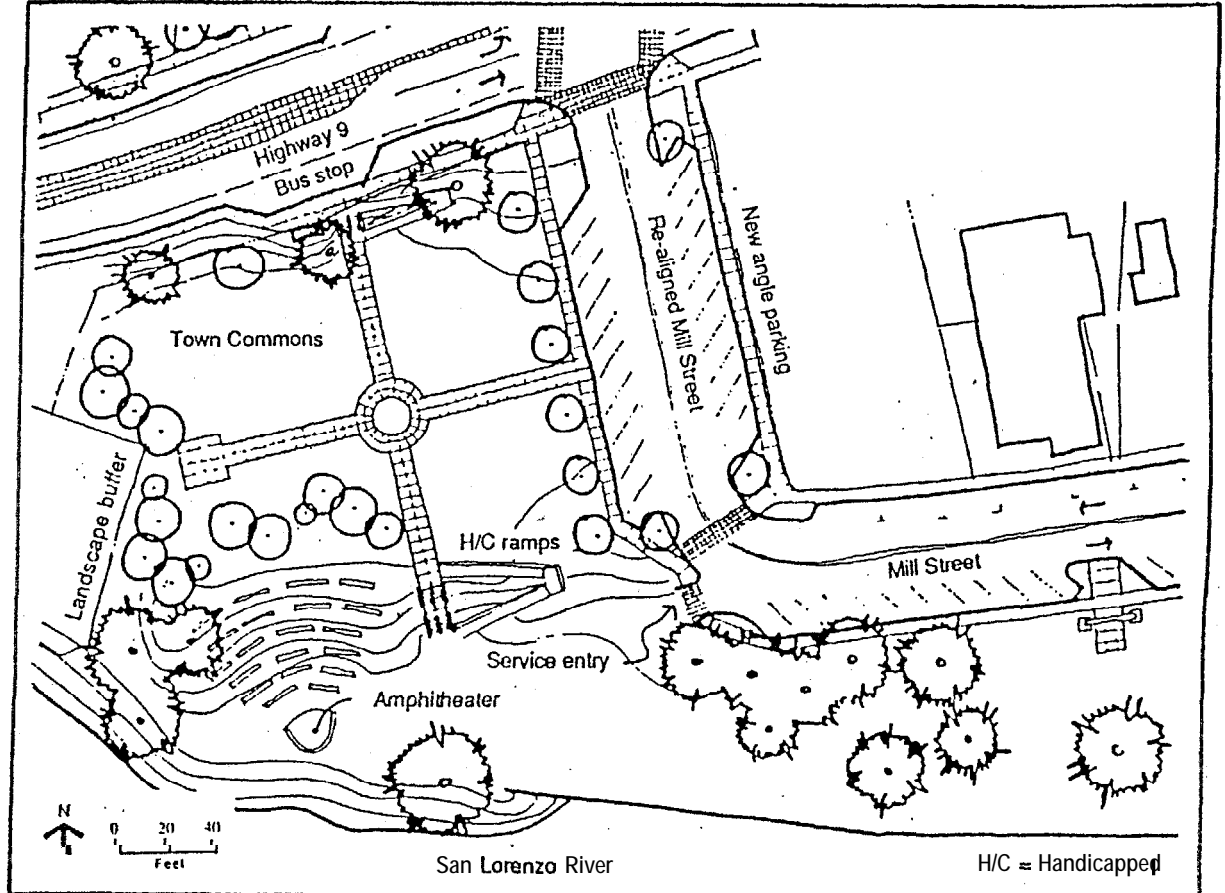 Highway 9
Bus stop
Town Commons
Re-aligned Mill Street
New angle parking
Landscape buffer
H/C ramps
Mill Street
Service entry
Amphitheater
N
0 20 40
Feet
San Lorenzo River
H/C = Handicapped